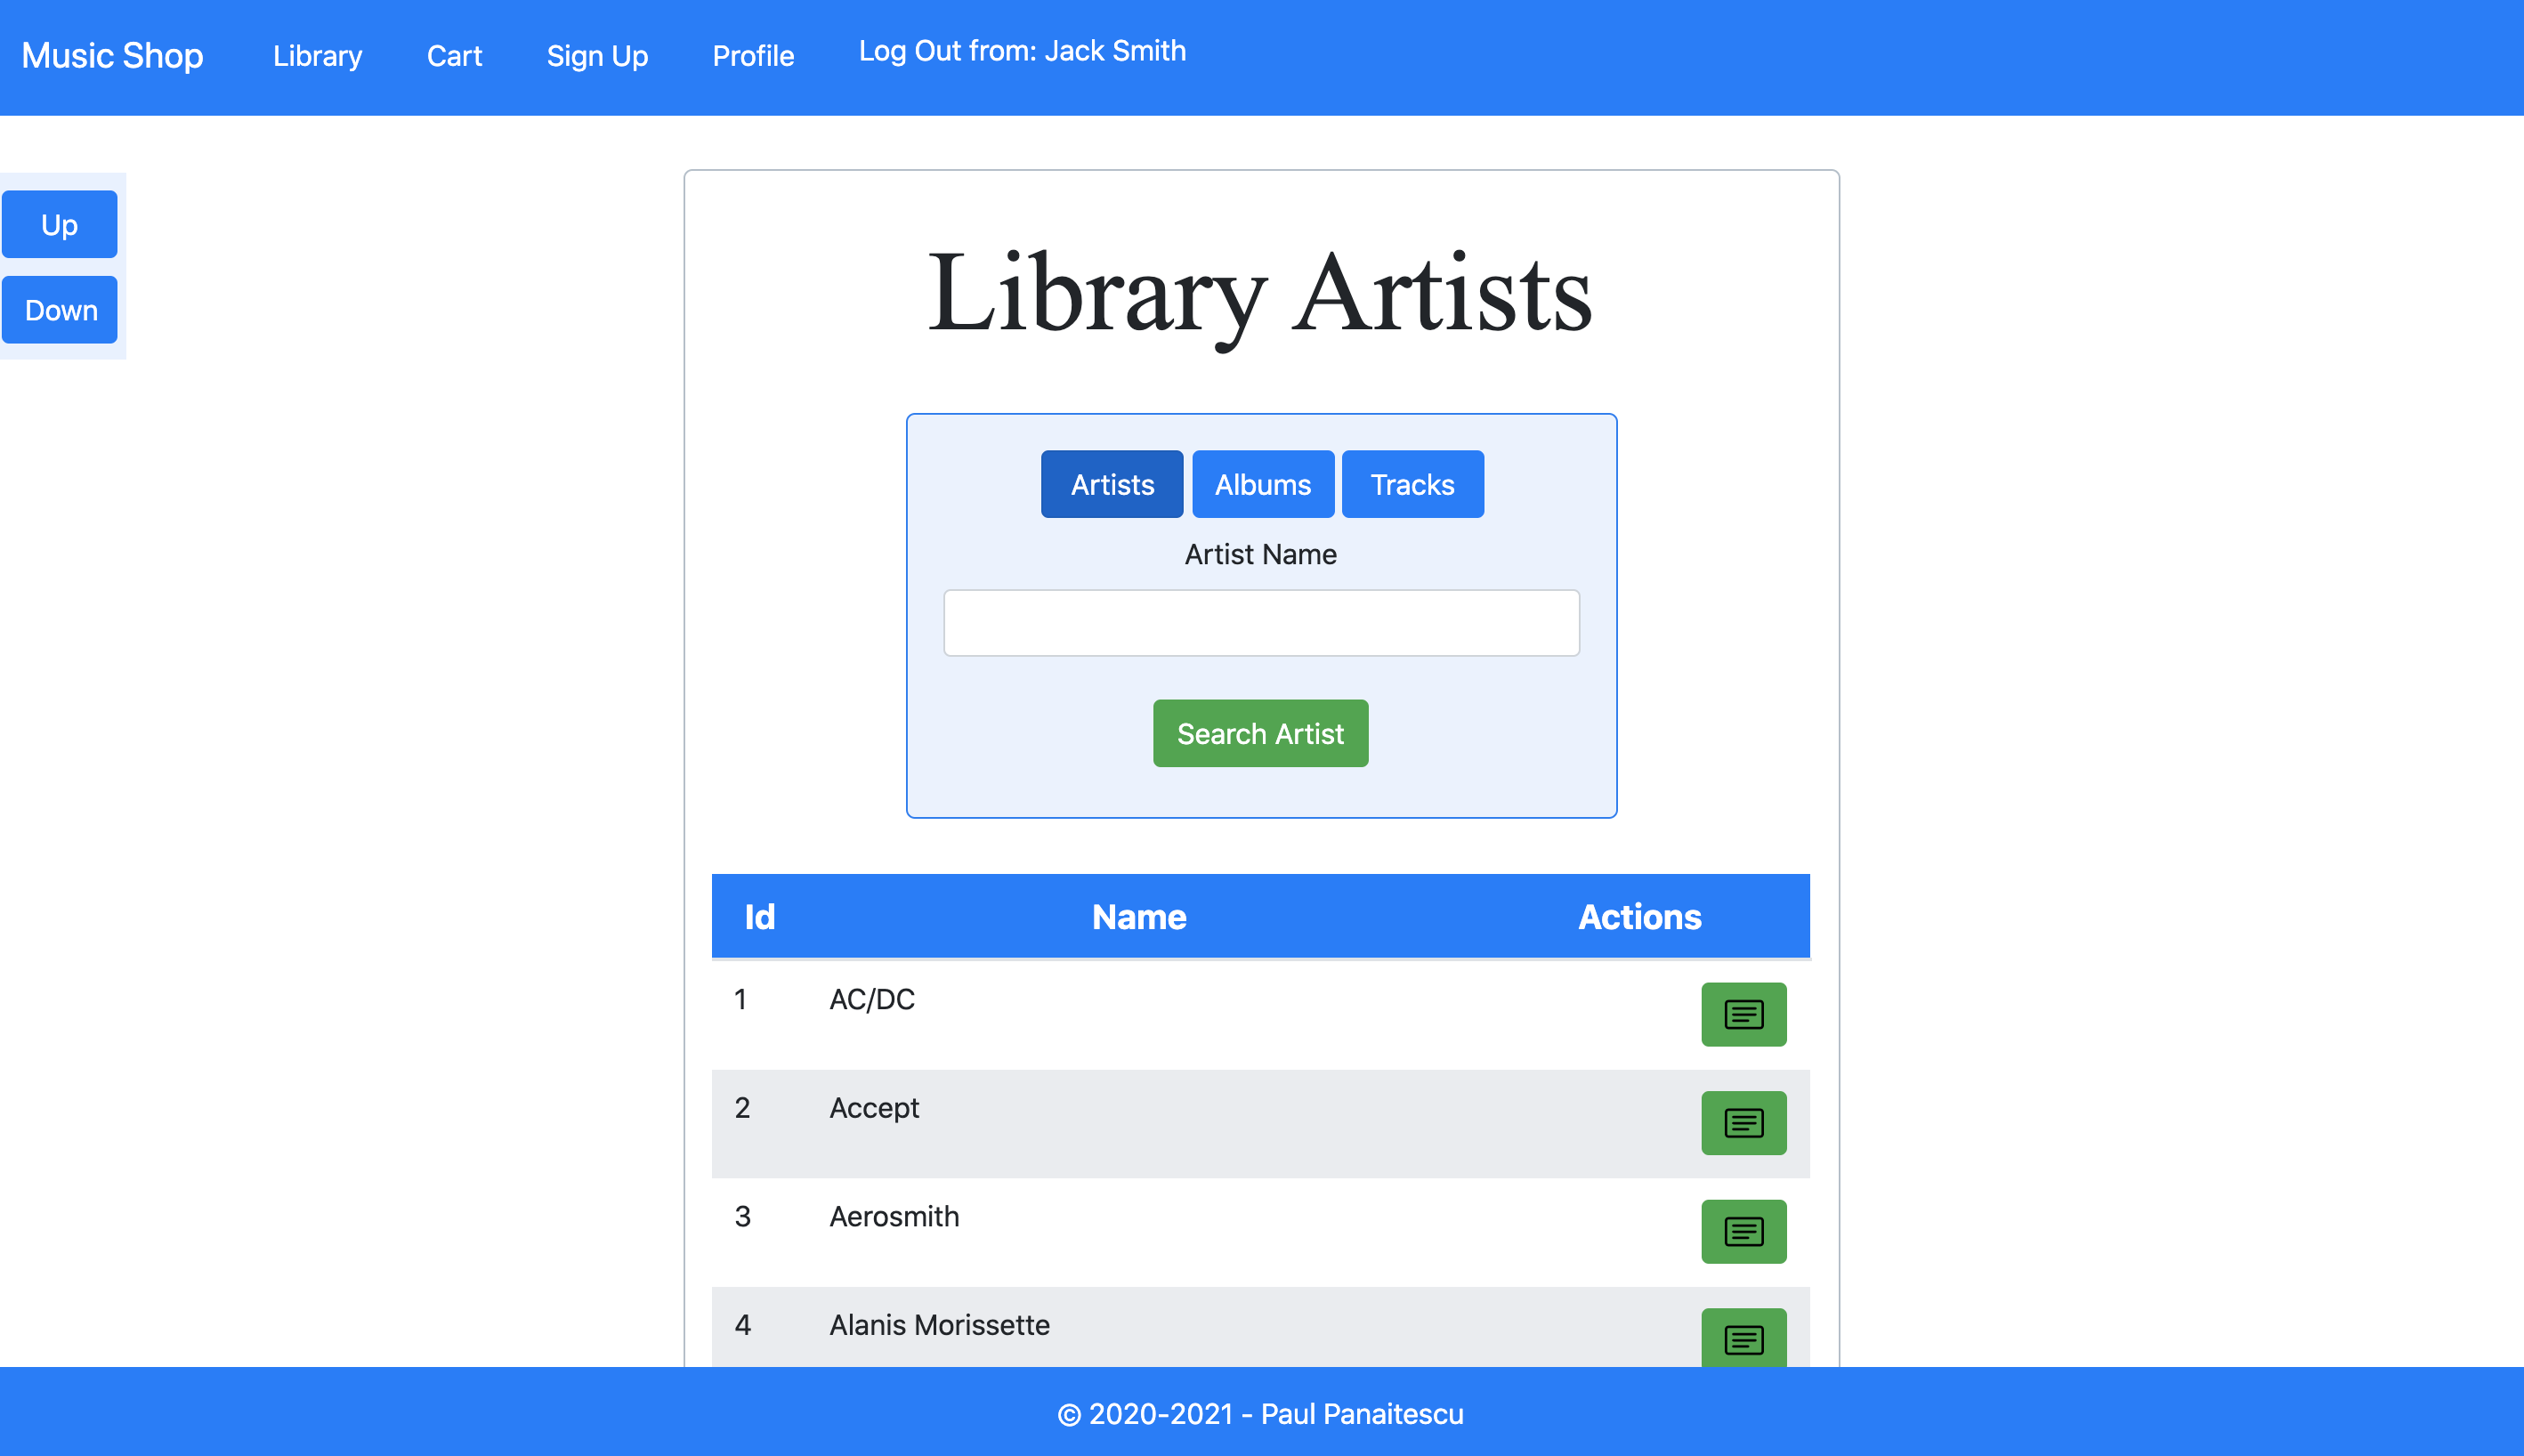 Music Shop Library Cart Sign Up Profile Log Out from: Jack Smith
Up
Down
Library Artists
Artists Albums Tracks
Artist Name
Search Artist
Id Name Actions
1 AC/DC
2 Accept
3 Aerosmith
4 Alanis Morissette
© 2020-2021 - Paul Panaitescu